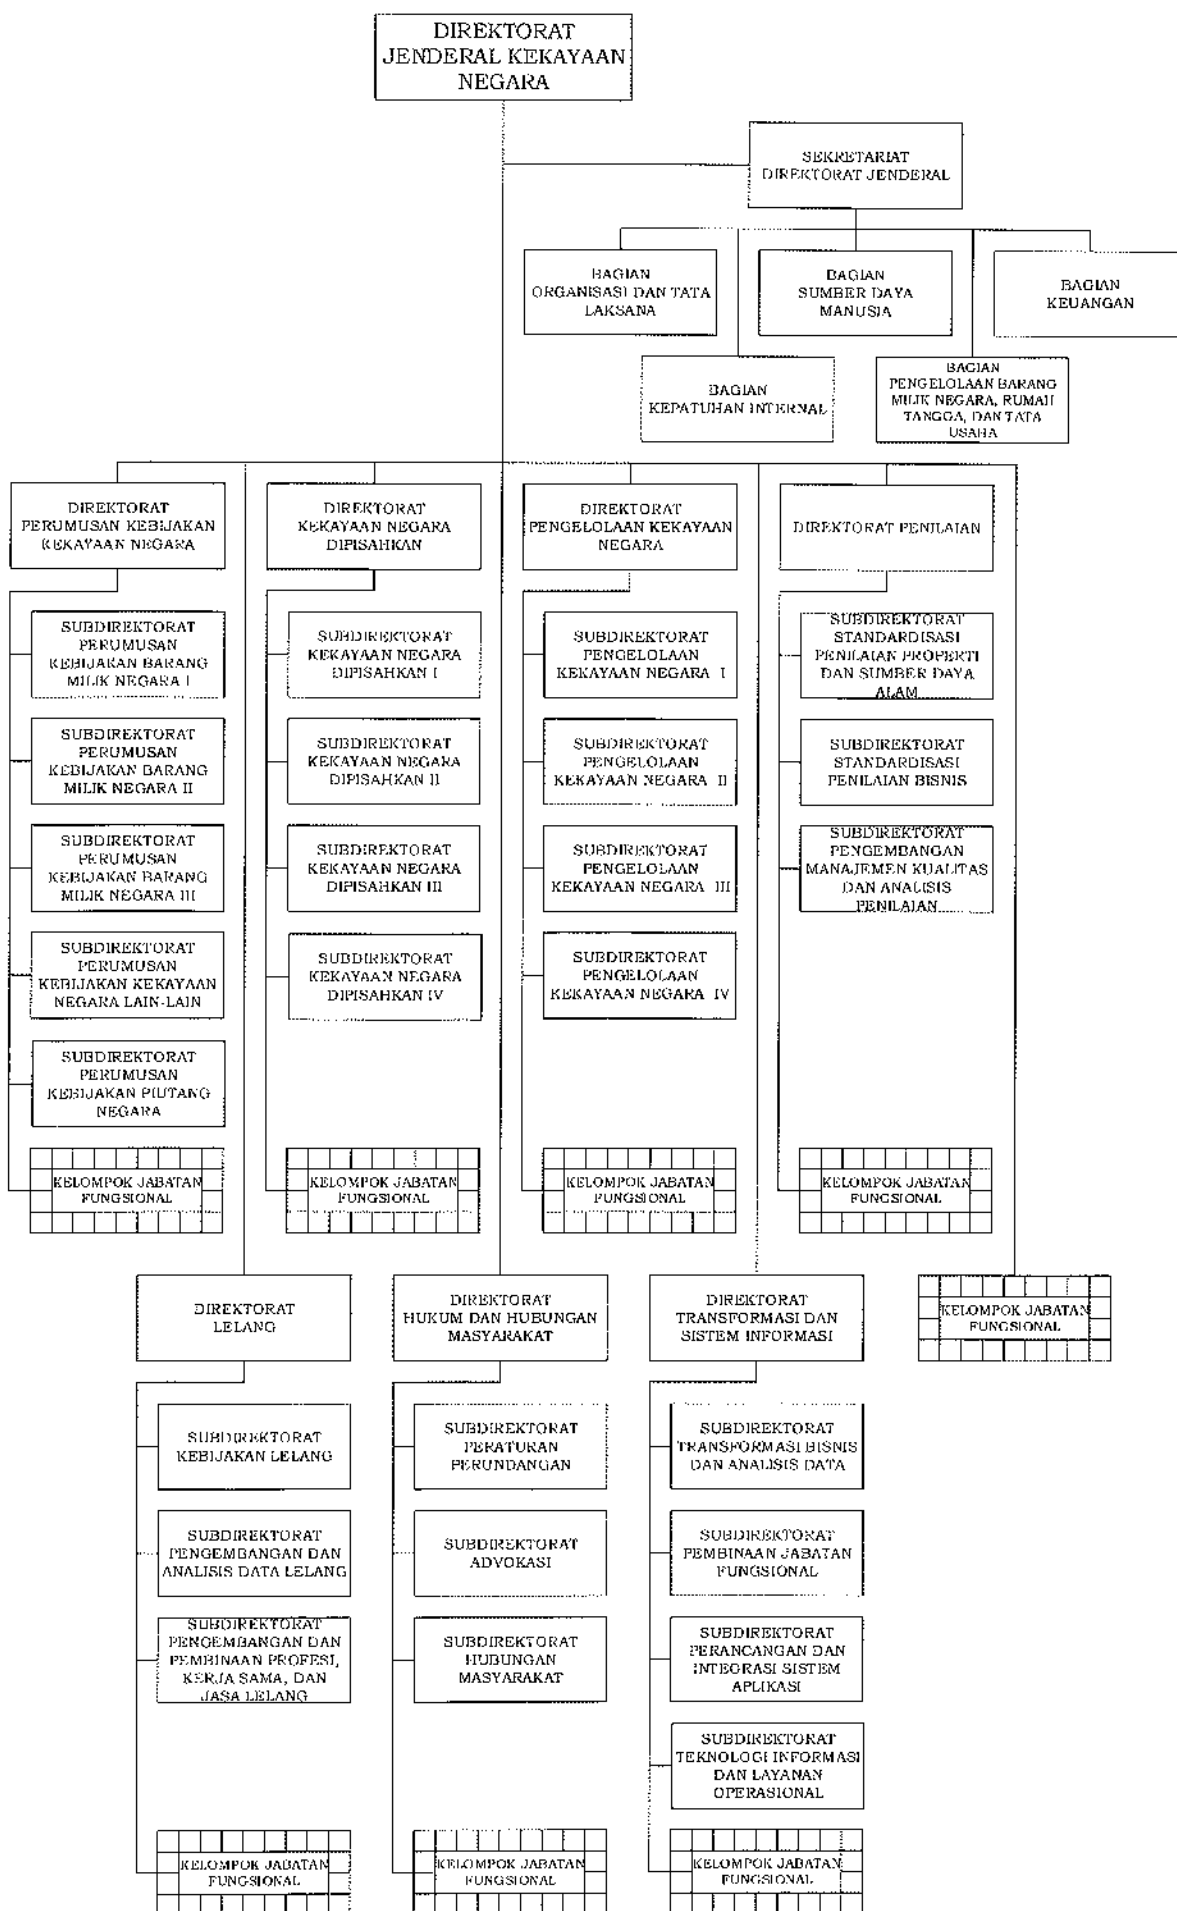 DIREKTORAT
JENDERAL KEKAYAAN
NEGARA
SEKRETARIAT
DIREKTORAT JENDERAL
BAGIAN
ORGANISASI DAN TATA
LAKSANA
BAGIAN
SUMBER DAYA
MANUSIA
BAGIAN
KEUANGAN
BAGIAN
KEPATUHAN INTERNAL
BAGIAN
PENGELOLAAN BARANG
MILIK NEGARA, RUMAH
TANGGA, DAN TATA
USAHA
DIREKTORAT
PERUMUSAN KEBIJAKAN
KEKAYAAN NEGARA
DIREKTORAT
KEKAYAAN NEGARA
DIPISAHKAN
DIREKTORAT
PENGELOLAAN KEKAYAAN
NEGARA
DIREKTORAT PENILAIAN
SUBDIREKTORAT
PERUMUSAN
KEBIJAKAN BARANG
MILIK NEGARA I
SUBDIREKTORAT
KEKAYAAN NEGARA
DIPISAHKAN I
SUBDIREKTORAT
PENGELOLAAN
KEKAYAAN NEGARA I
SUBDIREKTORAT
STANDARDISASI
PENILAIAN PROPERTI
DAN SUMBER DAYA
ALAM
SUBDIREKTORAT
PERUMUSAN
KEBIJAKAN BARANG
MILIK NEGARA II
SUBDIREKTORAT
KEKAYAAN NEGARA
DIPISAHKAN II
SUBDIREKTORAT
PENGELOLAAN
KEKAYAAN NEGARA II
SUBDIREKTORAT
STANDARDISASI
PENILAIAN BISNIS
SUBDIREKTORAT
PERUMUSAN
KEBIJAKAN BARANG
MILIK NEGARA III
SUBDIREKTORAT
KEKAYAAN NEGARA
DIPISAHKAN III
SUBDIREKTORAT
PENGELOLAAN
KEKAYAAN NEGARA III
SUBDIREKTORAT
PENGEMBANGAN
MANAJEMEN KUALITAS
DAN ANALISIS
PENILAIAN
SUBDIREKTORAT
PERUMUSAN
KEBIJAKAN KEKAYAAN
NEGARA LAIN-LAIN
SUBDIREKTORAT
KEKAYAAN NEGARA
DIPISAHKAN IV
SUBDIREKTORAT
PENGELOLAAN
KEKAYAAN NEGARA IV
SUBDIREKTORAT
PERUMUSAN
KEBIJAKAN PIUTANG
NEGARA
KELOMPOK JABATAN
FUNGSIONAL
KELOMPOK JABATAN
FUNGSIONAL
KELOMPOK JABATAN
FUNGSIONAL
KELOMPOK JABATAN
FUNGSIONAL
DIREKTORAT
LELANG
DIREKTORAT
HUKUM DAN HUBUNGAN
MASYARAKAT
DIREKTORAT
TRANSFORMASI DAN
SISTEM INFORMASI
KELOMPOK JABATAN
FUNGSIONAL
SUBDIREKTORAT
KEBIJAKAN LELANG
SUBDIREKTORAT
PERATURAN
PERUNDANGAN
SUBDIREKTORAT
TRANSFORMASI BISNIS
DAN ANALISIS DATA
SUBDIREKTORAT
PENGEMBANGAN DAN
ANALISIS DATA LELANG
SUBDIREKTORAT
ADVOKASI
SUBDIREKTORAT
PEMBINAAN JABATAN
FUNGSIONAL
SUBDIREKTORAT
PENGEMBANGAN DAN
PEMBINAAN PROFESI,
KERJA SAMA, DAN
JASA LELANG
SUBDIREKTORAT
HUBUNGAN
MASYARAKAT
SUBDIREKTORAT
PERANCANGAN DAN
INTEGRASI SISTEM
APLIKASI
SUBDIREKTORAT
TEKNOLOGI INFORMASI
DAN LAYANAN
OPERASIONAL
KELOMPOK JABATAN
FUNGSIONAL
KELOMPOK JABATAN
FUNGSIONAL
KELOMPOK JABATAN
FUNGSIONAL